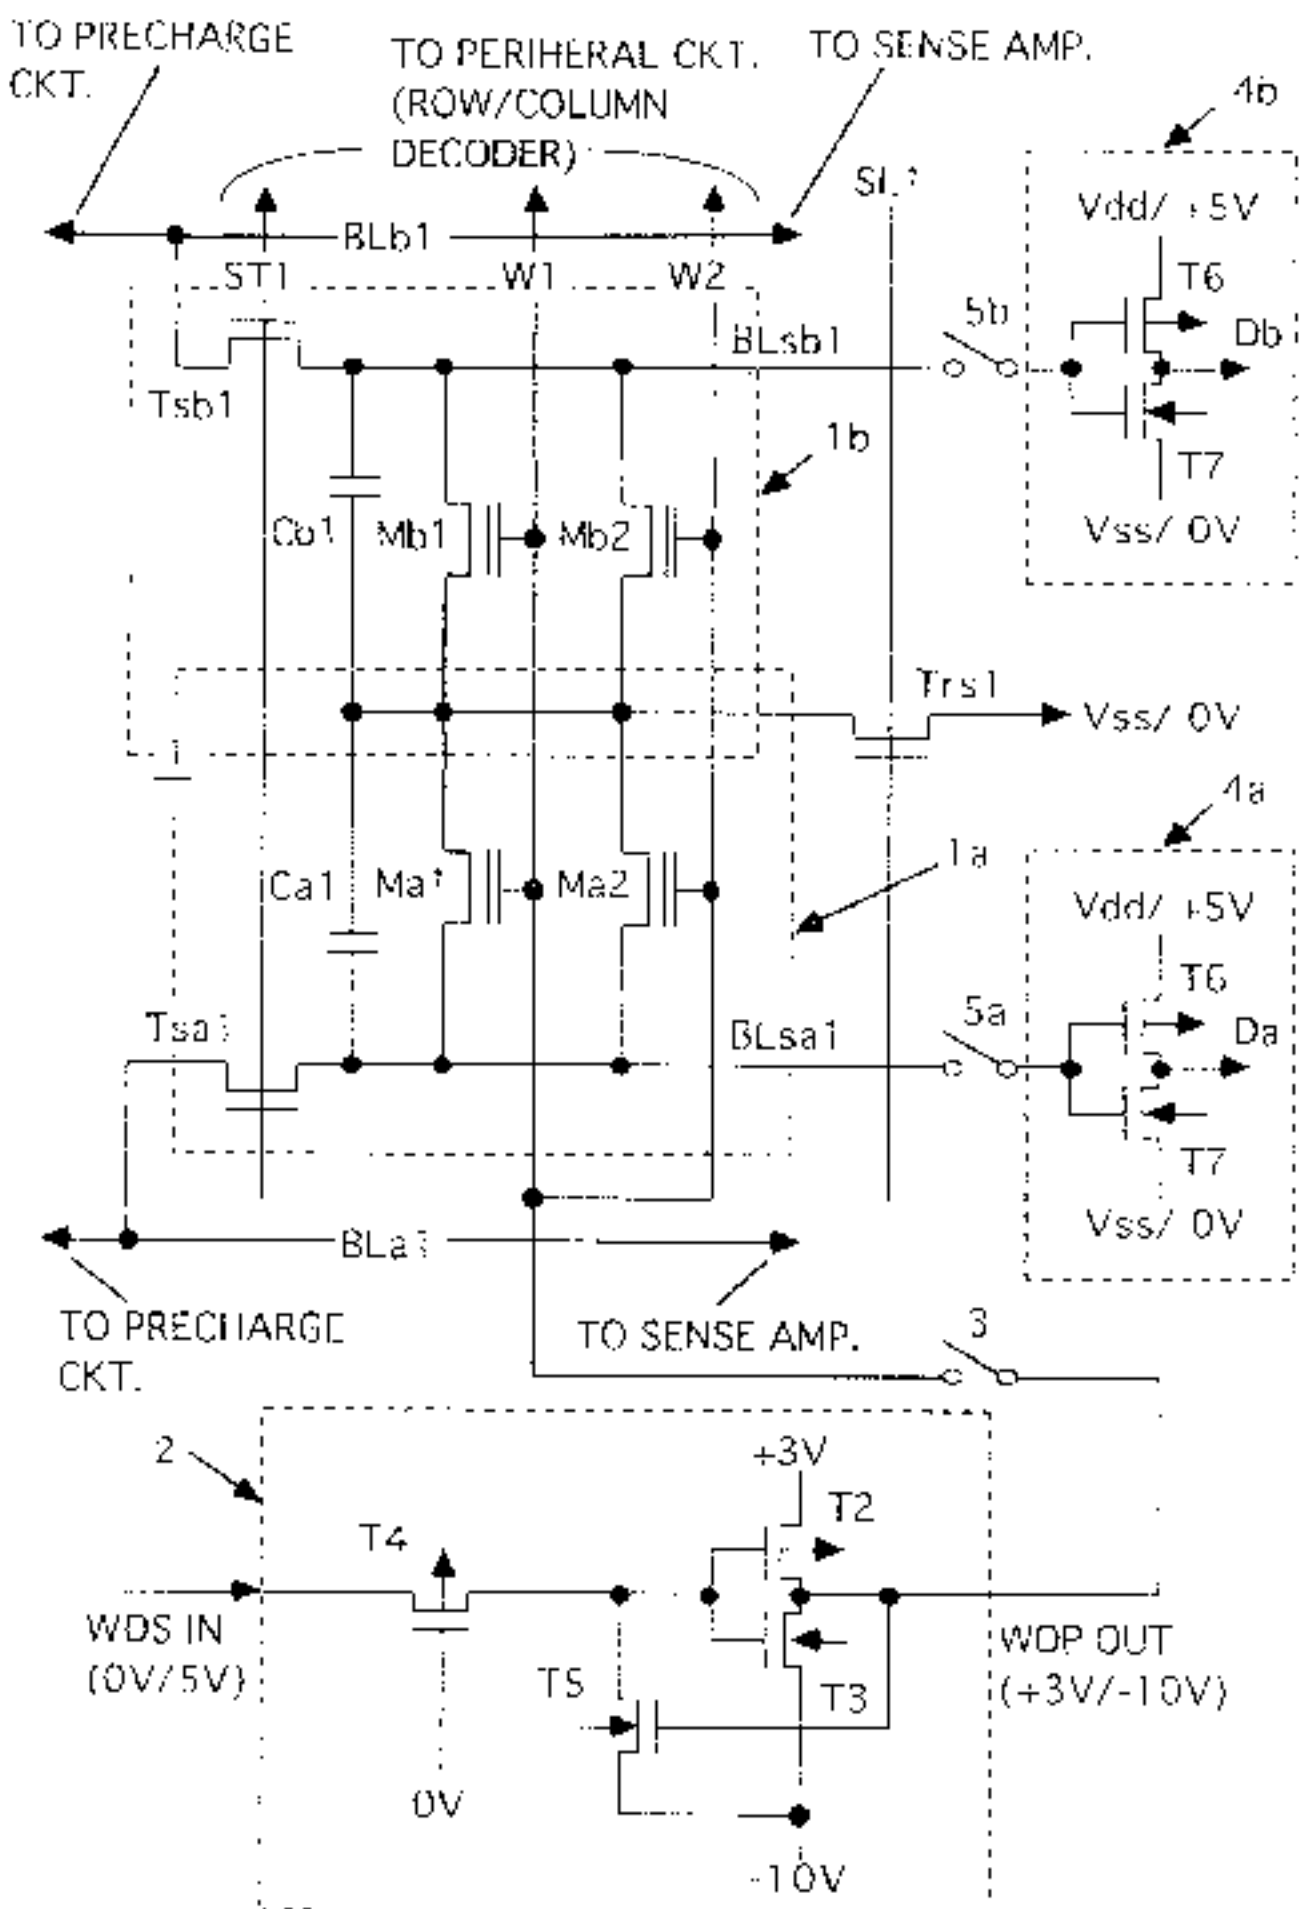 TO PRECHARGE
CKT.
TO PERIHERAL CKT.
(ROW/COLUMN
DECODER)
TO SENSE AMP.
4b
SL1
Vdd/ +5V
BLb1
ST1
W1
W2
T6
5b
Db
BLsb1
Tsb1
1b
T7
Cb1
Mb1
Mb2
Vss/ 0V
Trs1
Vss/ 0V
4a
1a
Ca1
Ma1
Ma2
Vdd/ +5V
T6
Tsa1
5a
Da
BLsa1
T7
Vss/ 0V
BLa1
TO PRECHARGE
CKT.
TO SENSE AMP.
3
2
+3V
T2
T4
WDS IN
(0V/5V)
WOP OUT
(+3V/-10V)
T5
T3
0V
-10V